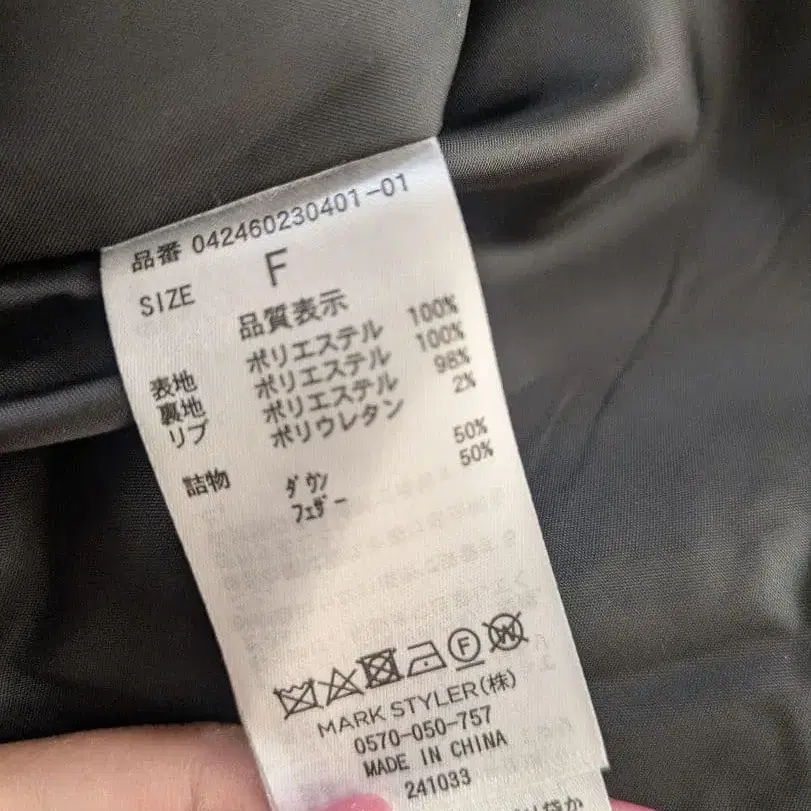 品番 042460230401-01
SIZE F
品質表示
表地 ポリエステル 100%
裏地 ポリエステル 100%
リブ ポリエステル 98%
ポリウレタン 2%
詰物 ダウン 50%
フェザー 50%
F W
MARK STYLER(株)
0570-050-757
MADE IN CHINA
241033
袋か